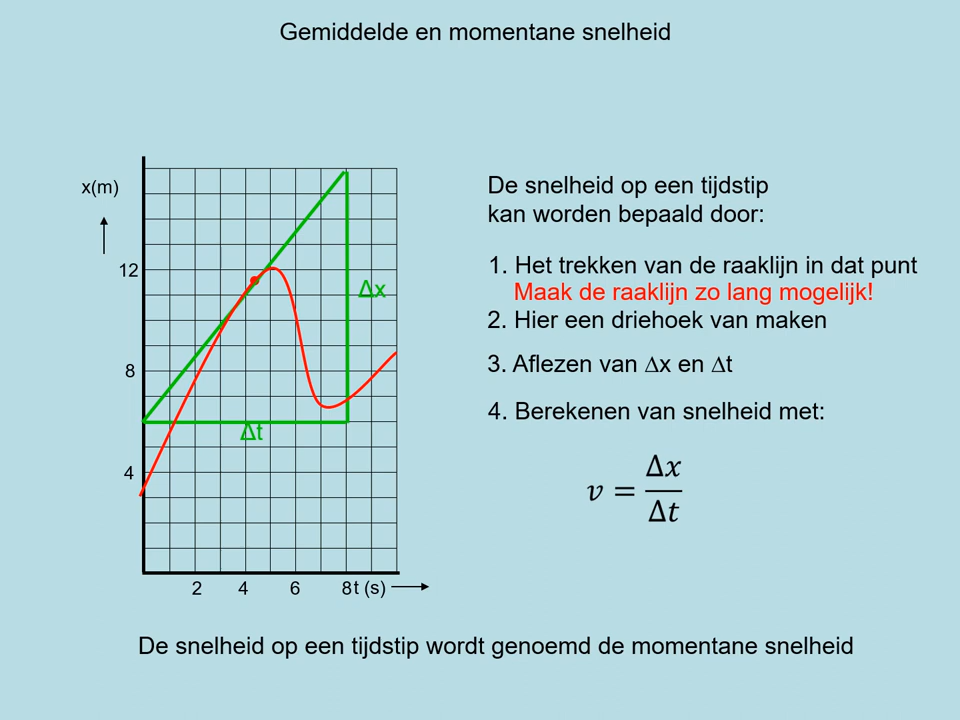 Gemiddelde en momentane snelheid
x(m)
12
8
4
Δx
Δt
2 4 6 8 t (s)
De snelheid op een tijdstip
kan worden bepaald door:
1. Het trekken van de raaklijn in dat punt
Maak de raaklijn zo lang mogelijk!
2. Hier een driehoek van maken
3. Aflezen van Δx en Δt
4. Berekenen van snelheid met:
v = Δx/Δt
De snelheid op een tijdstip wordt genoemd de momentane snelheid